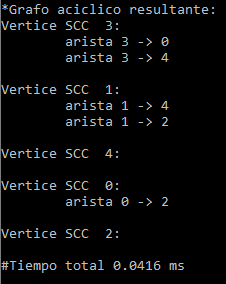 *Grafo aciclico resultante:
Vertice SCC  3:
        arista 3 -> 0
        arista 3 -> 4
Vertice SCC  1:
        arista 1 -> 4
        arista 1 -> 2
Vertice SCC  4:
Vertice SCC  0:
        arista 0 -> 2
Vertice SCC  2:
#Tiempo total 0.0416 ms